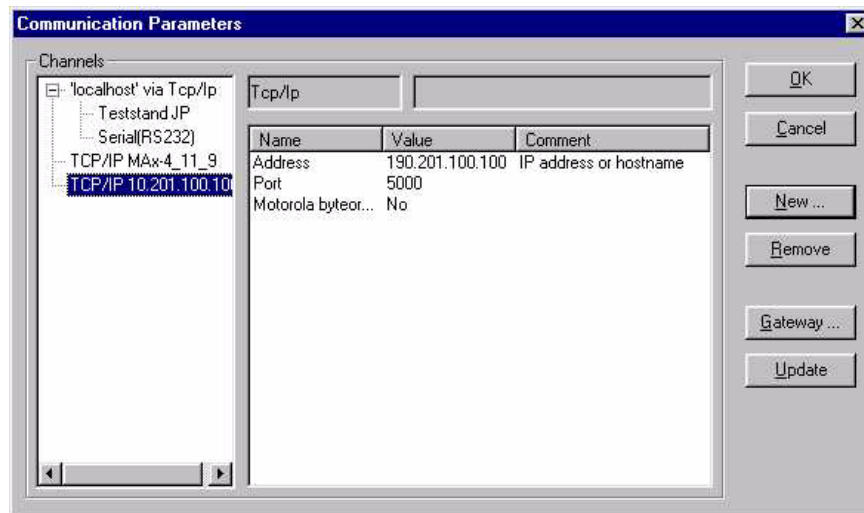 Communication Parameters
Channels
'localhost' via Tcp/Ip
Teststand JP
Serial(RS232)
TCP/IP MAx-4_11_9
TCP/IP 10.201.100.10
Tcp/Ip
Name Value Comment
Address 190.201.100.100 IP address or hostname
Port 5000
Motorola byteor... No
OK
Cancel
New ...
Remove
Gateway ...
Update